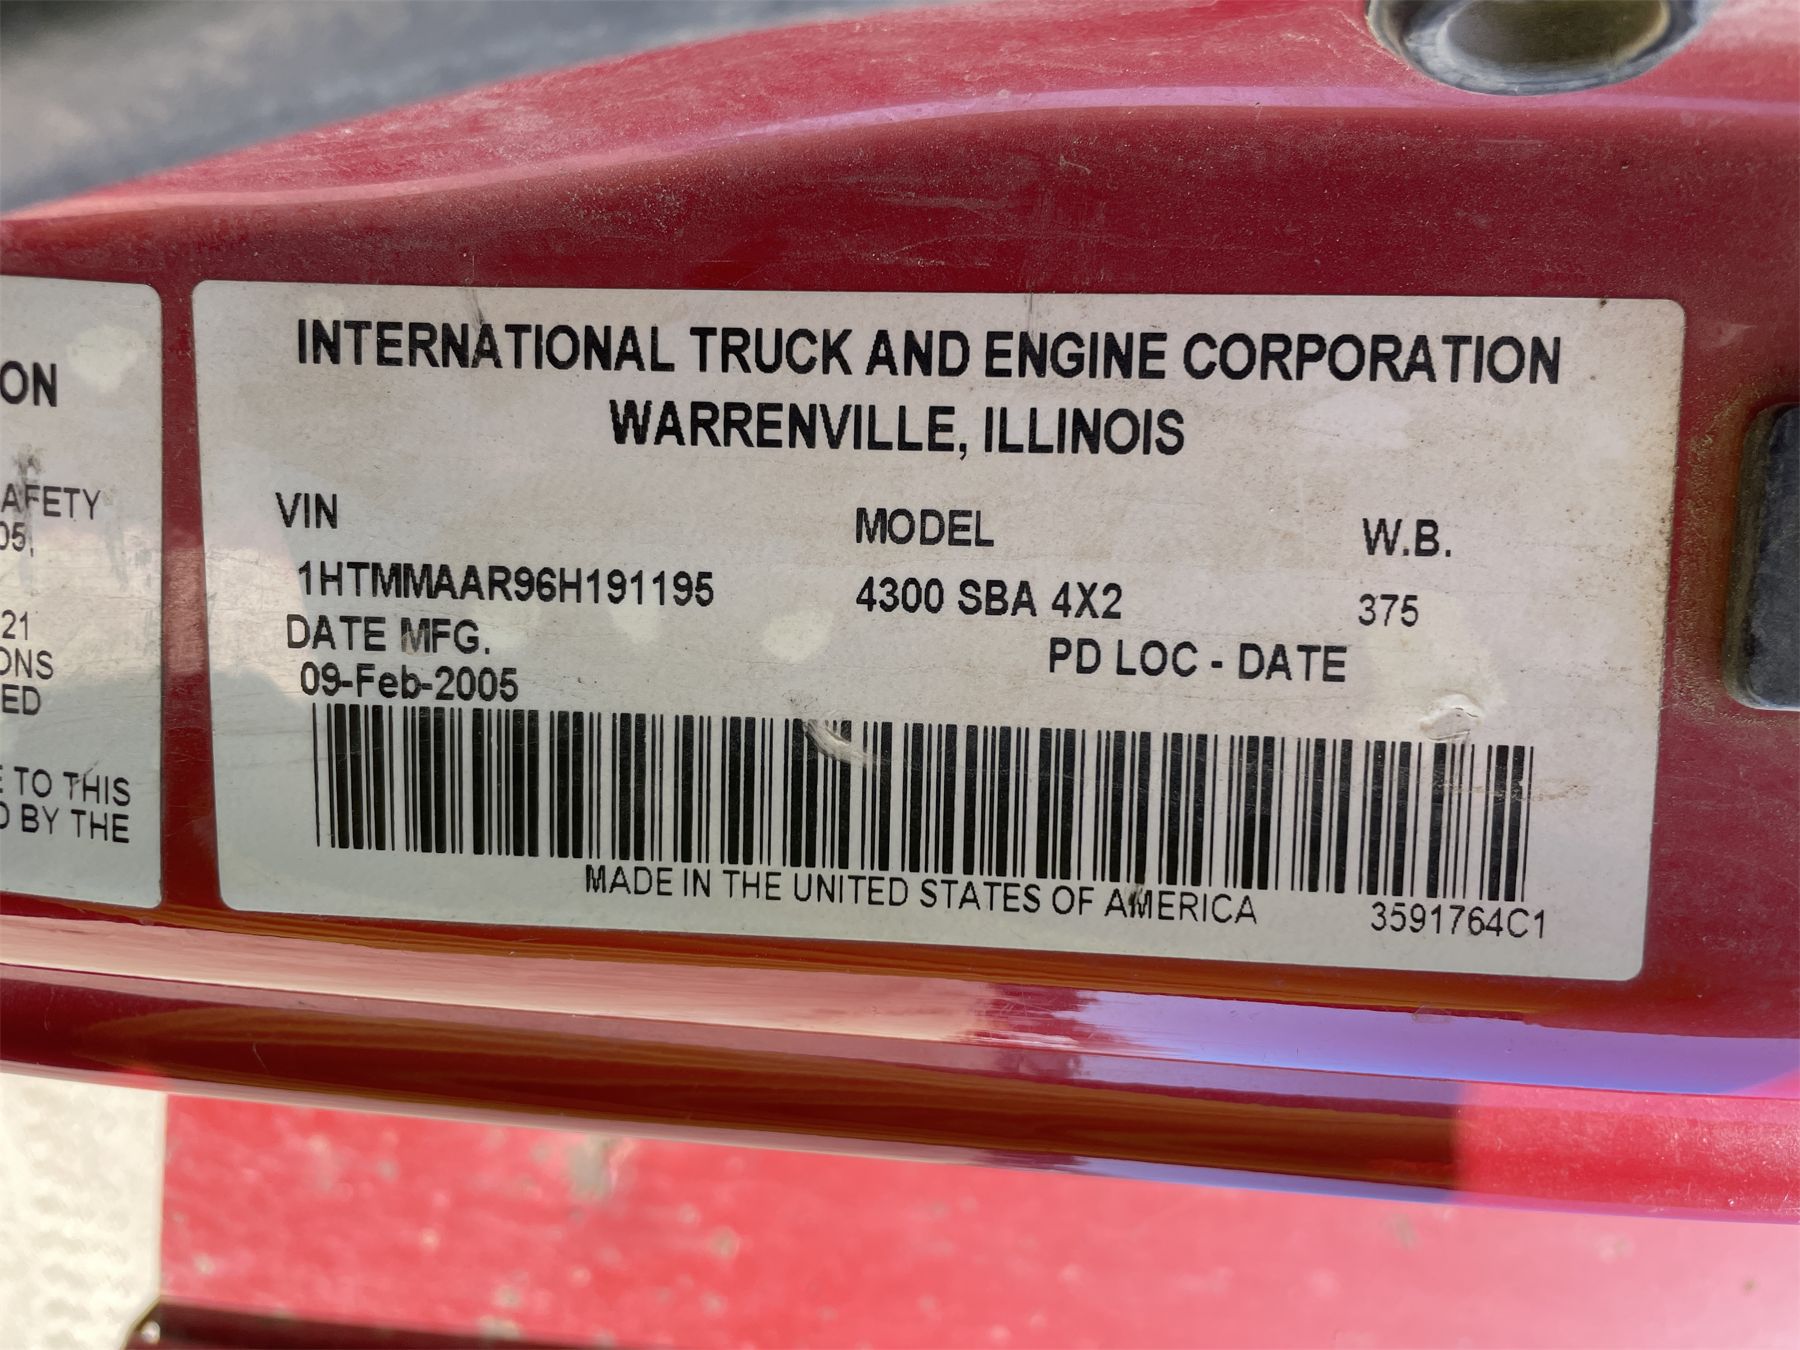 ON
AFETY
05,
21
ONS
ED
E TO THIS
D BY THE
INTERNATIONAL TRUCK AND ENGINE CORPORATION
WARRENVILLE, ILLINOIS
VIN MODEL W.B.
1HTMMAAR96H191195 4300 SBA 4X2 375
DATE MFG. PD LOC - DATE
09-Feb-2005
MADE IN THE UNITED STATES OF AMERICA 3591764C1